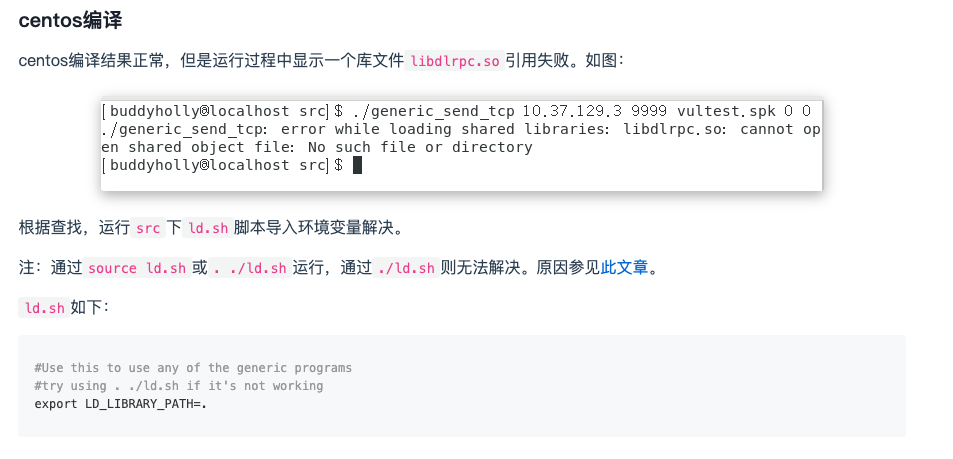 centos编译
centos编译结果正常，但是运行过程中显示一个库文件 libdlrpc.so 引用失败。如图：
[buddyholly@localhost src]$ ./generic_send_tcp 10.37.129.3 9999 vultest.spk 0 0
./generic_send_tcp: error while loading shared libraries: libdlrpc.so: cannot op
en shared object file: No such file or directory
[buddyholly@localhost src]$
根据查找，运行 src 下 ld.sh 脚本导入环境变量解决。
注：通过 source ld.sh 或 . ./ld.sh 运行，通过 ./ld.sh 则无法解决。原因参见此文章。
ld.sh 如下：
#Use this to use any of the generic programs
#try using . ./ld.sh if it's not working
export LD_LIBRARY_PATH=.